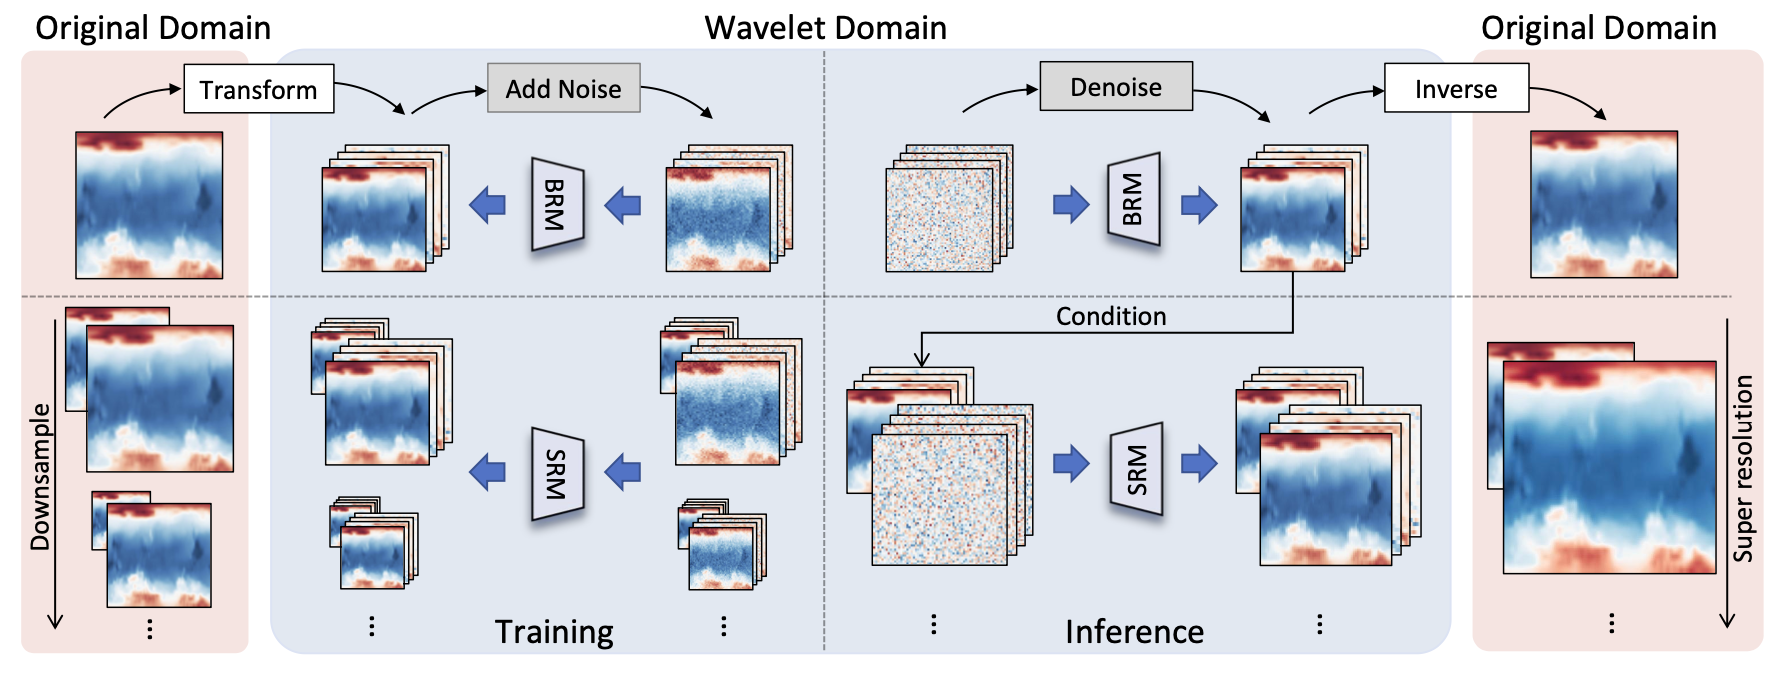 Original Domain
Wavelet Domain
Original Domain
Transform
Add Noise
Denoise
Inverse
BRM
BRM
Condition
Downsample
SRM
SRM
Super resolution
Training
Inference